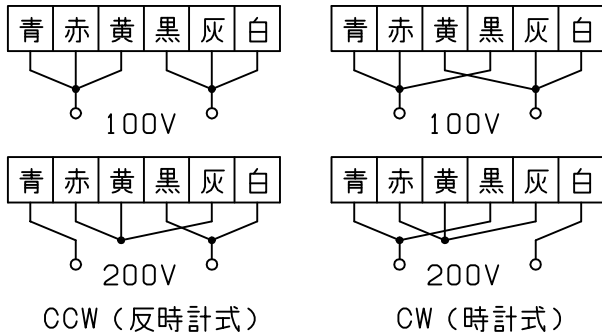 青 赤 黄 黒 灰 白
青 赤 黄 黒 灰 白
100V
100V
青 赤 黄 黒 灰 白
青 赤 黄 黒 灰 白
200V
200V
CCW（反時計式）
CW（時計式）